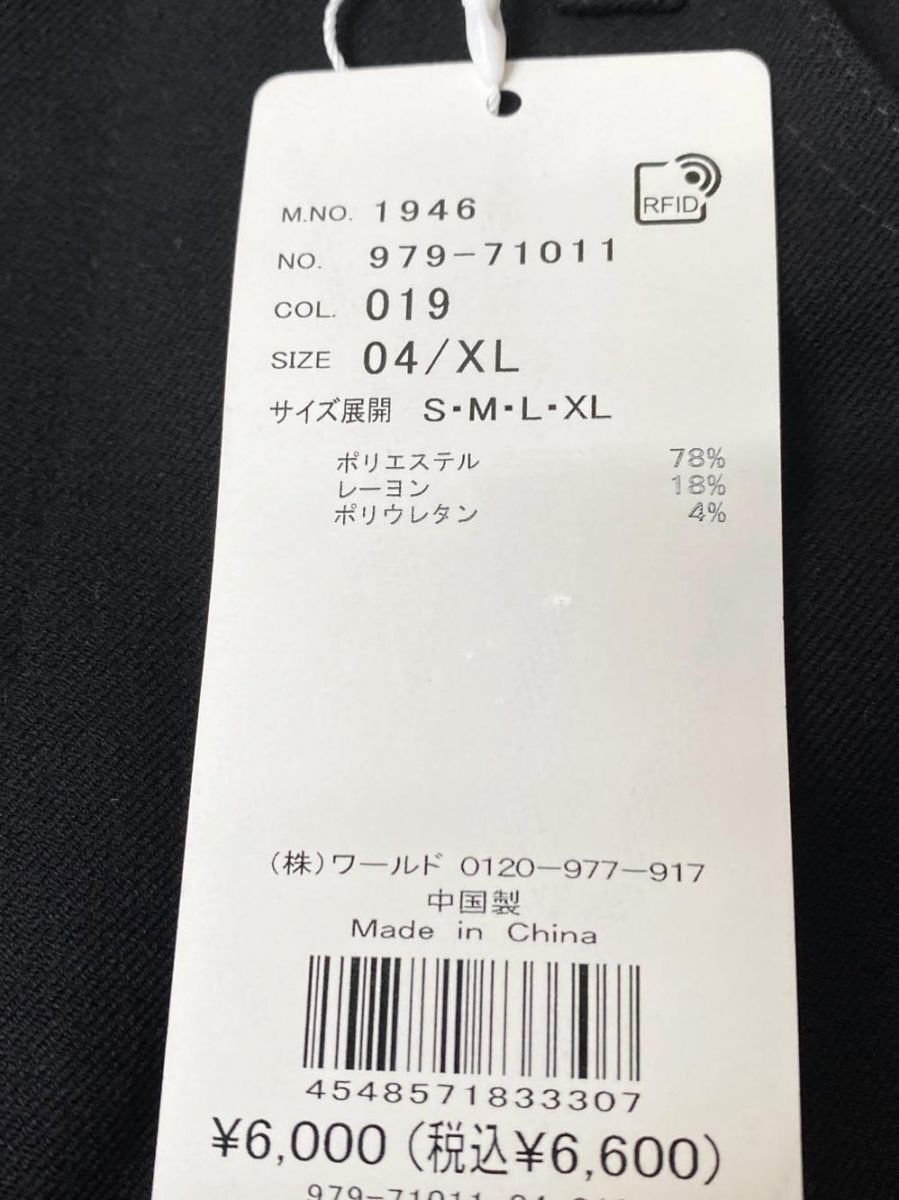 RFID
M.NO. 1946
NO. 979-71011
COL. 019
SIZE 04/XL
サイズ展開 S・M・L・XL
ポリエステル 78%
レーヨン 18%
ポリウレタン 4%
(株)ワールド 0120-977-917
中国製
Made in China
4548571833307
¥6,000(税込¥6,600)
979-71011 04